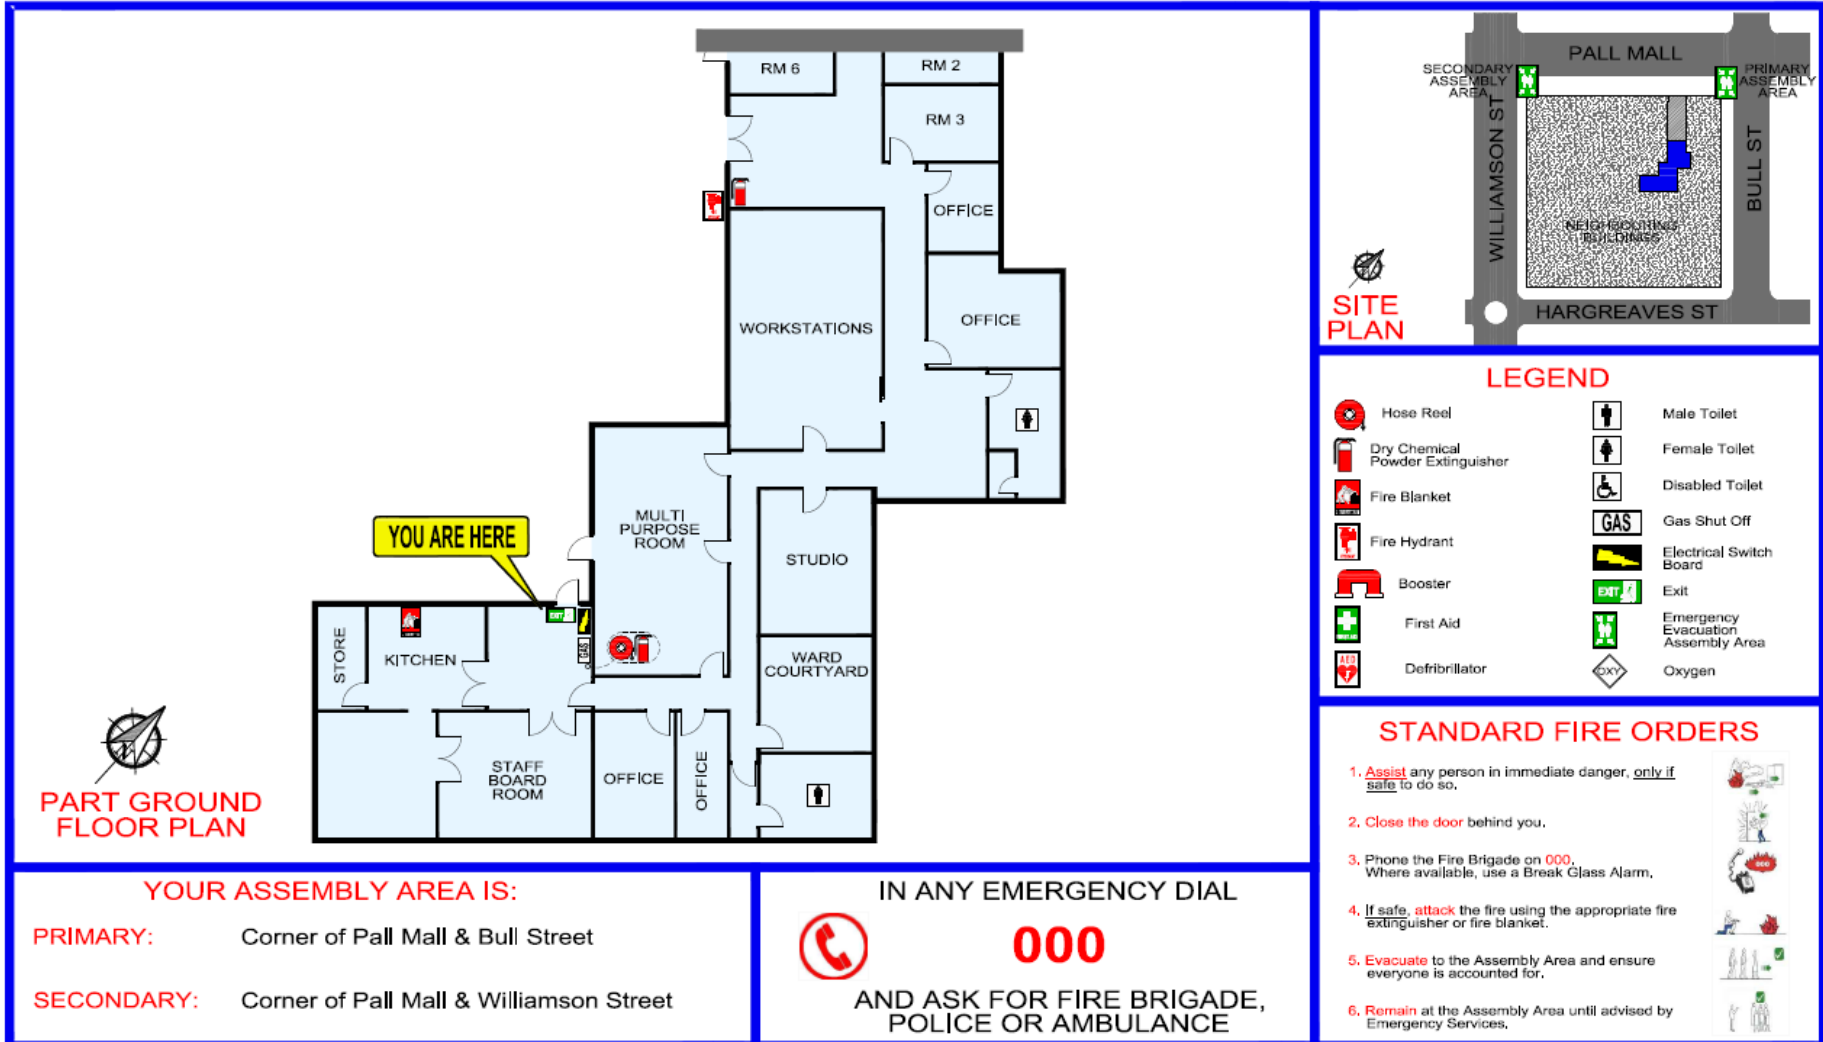 RM 6
RM 2
RM 3
OFFICE
WORKSTATIONS
OFFICE
MULTI
PURPOSE
ROOM
YOU ARE HERE
STUDIO
EXIT
GAS
STORE
KITCHEN
WARD
COURTYARD
STAFF
BOARD
ROOM
OFFICE
OFFICE
N
PART GROUND
FLOOR PLAN
PALL MALL
SECONDARY
ASSEMBLY
AREA
PRIMARY
ASSEMBLY
AREA
WILLIAMSON ST
BULL ST
NEIGHBOURING
BUILDINGS
HARGREAVES ST
SITE
PLAN
LEGEND
Hose Reel
Dry Chemical
Powder Extinguisher
Fire Blanket
Fire Hydrant
Booster
First Aid
AED
Defribrillator
Male Toilet
Female Toilet
Disabled Toilet
GAS
Gas Shut Off
Electrical Switch
Board
EXIT
Exit
Emergency
Evacuation
Assembly Area
OXY
Oxygen
STANDARD FIRE ORDERS
1. Assist any person in immediate danger, only if
safe to do so.
2. Close the door behind you.
3. Phone the Fire Brigade on 000.
Where available, use a Break Glass Alarm.
000
4. If safe, attack the fire using the appropriate fire
extinguisher or fire blanket.
5. Evacuate to the Assembly Area and ensure
everyone is accounted for.
6. Remain at the Assembly Area until advised by
Emergency Services.
YOUR ASSEMBLY AREA IS:
PRIMARY: Corner of Pall Mall & Bull Street
SECONDARY: Corner of Pall Mall & Williamson Street
IN ANY EMERGENCY DIAL
000
AND ASK FOR FIRE BRIGADE,
POLICE OR AMBULANCE